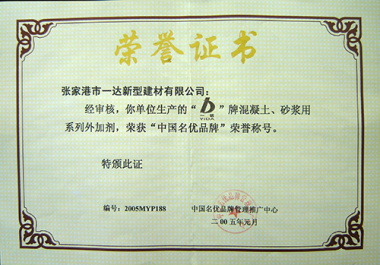 荣誉证书
张家港市一达新型建材有限公司：
经审核，你单位生产的“一达 YIDA”牌混凝土、砂浆用
系列外加剂，荣获“中国名优品牌”荣誉称号。
特颁此证
编号：2005MYP188 中国名优品牌管理推广中心
二00五年元月